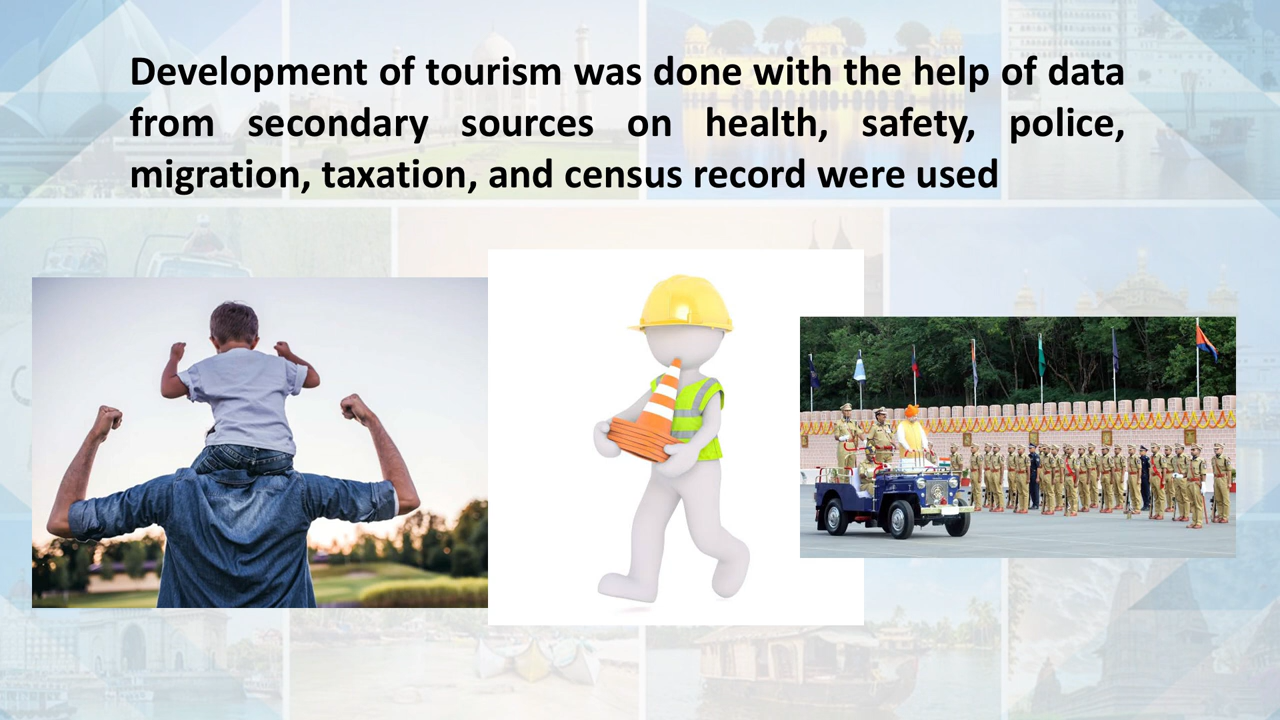 Development of tourism was done with the help of data
from secondary sources on health, safety, police,
migration, taxation, and census record were used